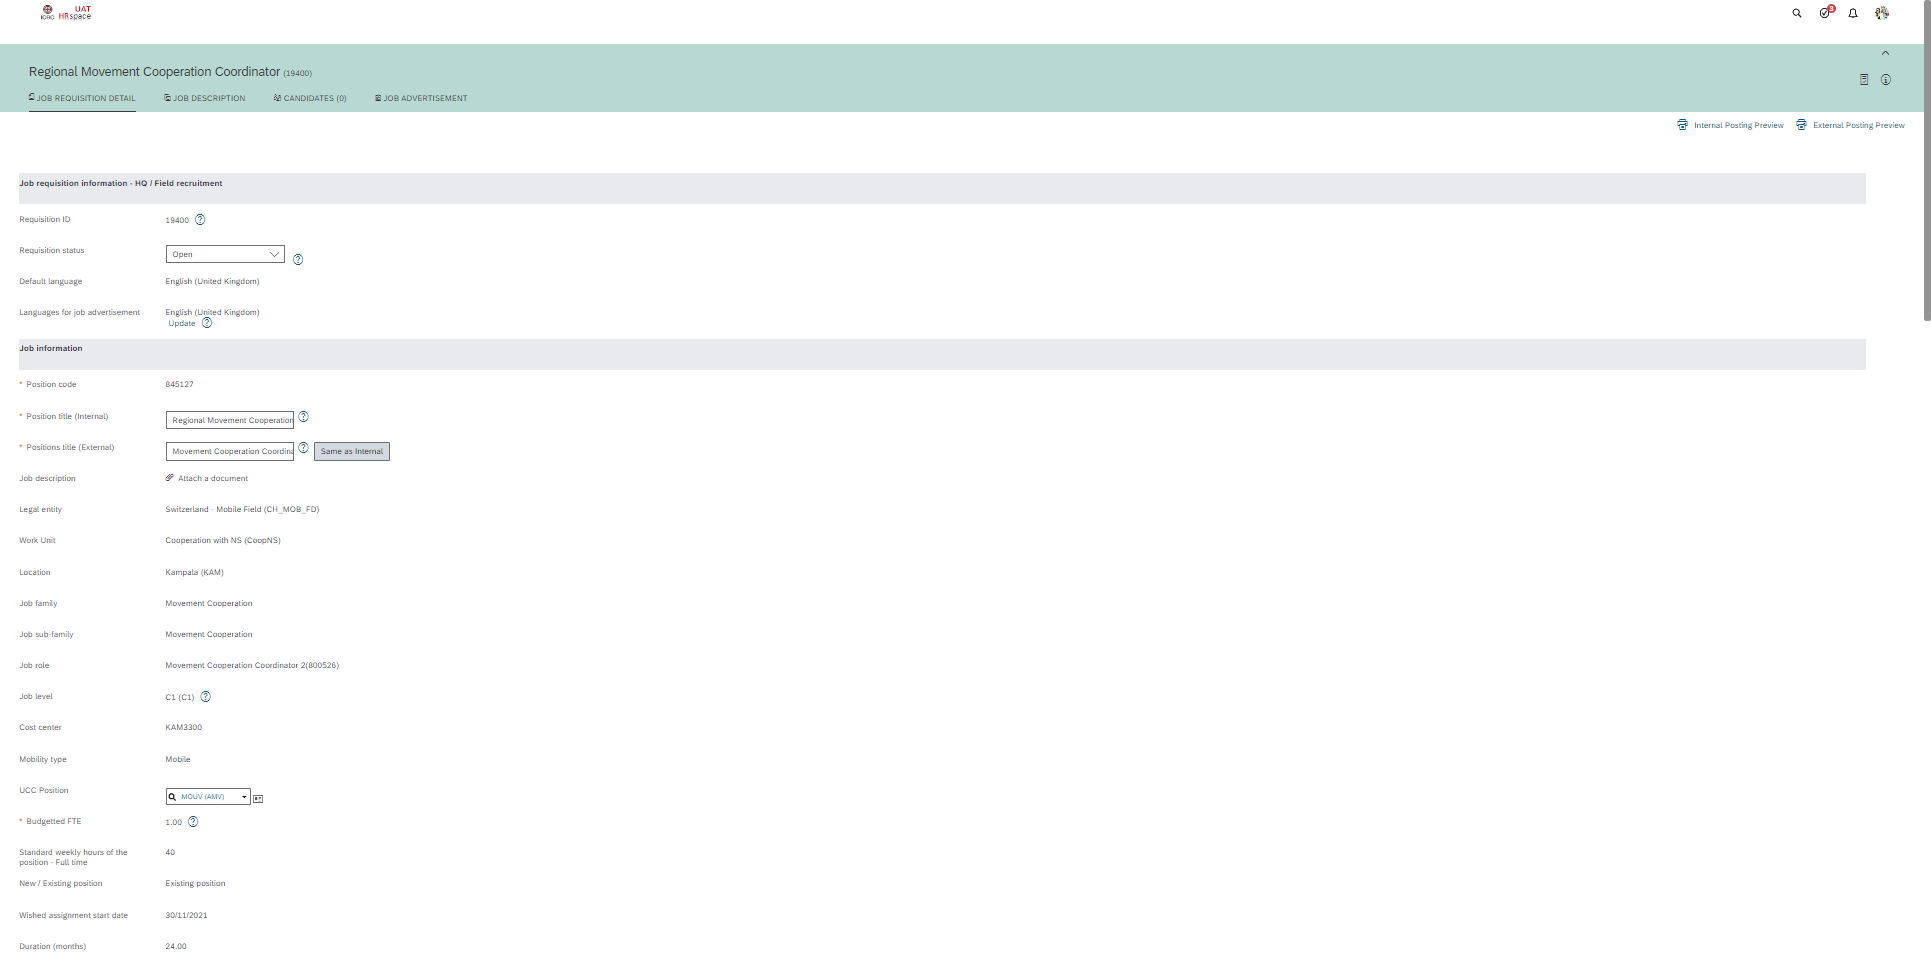 ICRC UAT HRspace
3
Regional Movement Cooperation Coordinator (19400)
JOB REQUISITION DETAIL JOB DESCRIPTION CANDIDATES (0) JOB ADVERTISEMENT
Internal Posting Preview External Posting Preview
Job requisition information - HQ / Field recruitment
Requisition ID 19400
Requisition status Open
Default language English (United Kingdom)
Languages for job advertisement English (United Kingdom)
Update
Job information
* Position code 845127
* Position title (Internal) Regional Movement Cooperation
* Positions title (External) Movement Cooperation Coordina Same as Internal
Job description Attach a document
Legal entity Switzerland - Mobile Field (CH_MOB_FD)
Work Unit Cooperation with NS (CoopNS)
Location Kampala (KAM)
Job family Movement Cooperation
Job sub-family Movement Cooperation
Job role Movement Cooperation Coordinator 2(800526)
Job level C1 (C1)
Cost center KAM3300
Mobility type Mobile
UCC Position MOUV (AMV)
* Budgetted FTE 1.00
Standard weekly hours of the position - Full time 40
New / Existing position Existing position
Wished assignment start date 30/11/2021
Duration (months) 24.00